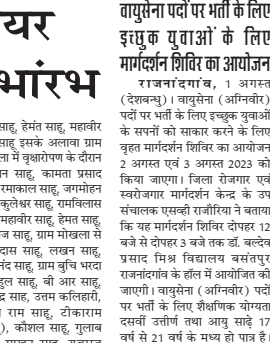 यर
भारंभ
साहू, हेमंत साहू, महावीर
साहू इसके अलावा ग्राम
ला में वृक्षारोपण के दौरान
न साहू, कामता प्रसाद
रमाकाल साहू, जगमोहन
कुलेश्वर साहू, रामविलास
महावीर साहू, हेमत साहू,
ज साहू, ग्राम मोखला से
दास साहू, लखन साहू,
नंद साहू, ग्राम बुचि भरदा
हुल साहू, बी आर साहू,
द्र साह, उत्तम कलिहारी,
राम साहू, टीकाराम
), कौशल साहू, गुलाब
वायुसेना पदों पर भर्ती के लिए
इच्छुक युवाओं के लिए
मार्गदर्शन शिविर का आयोजन
राजनांदगांव, 1 अगस्त
(देशबन्धु)। वायुसेना (अग्निवीर)
पदों पर भर्ती के लिए इच्छुक युवाओं
के सपनों को साकार करने के लिए
वृहत मार्गदर्शन शिविर का आयोजन
2 अगस्त एवं 3 अगस्त 2023 को
किया जाएगा। जिला रोजगार एवं
स्वरोजगार मार्गदर्शन केन्द्र के उप
संचालक एसव्ही राजौरिया ने बताया
कि यह मार्गदर्शन शिविर दोपहर 12
बजे से दोपहर 3 बजे तक डॉ. बल्देव
प्रसाद मिश्र विद्यालय बसंतपुर
राजनांदगांव के हॉल में आयोजित की
जाएगी। वायुसेना (अग्निवीर) पदों
पर भर्ती के लिए शैक्षणिक योग्यता
दसवीं उत्तीर्ण तथा आयु साढ़े 17
वर्ष से 21 वर्ष के मध्य हो पात्र है।